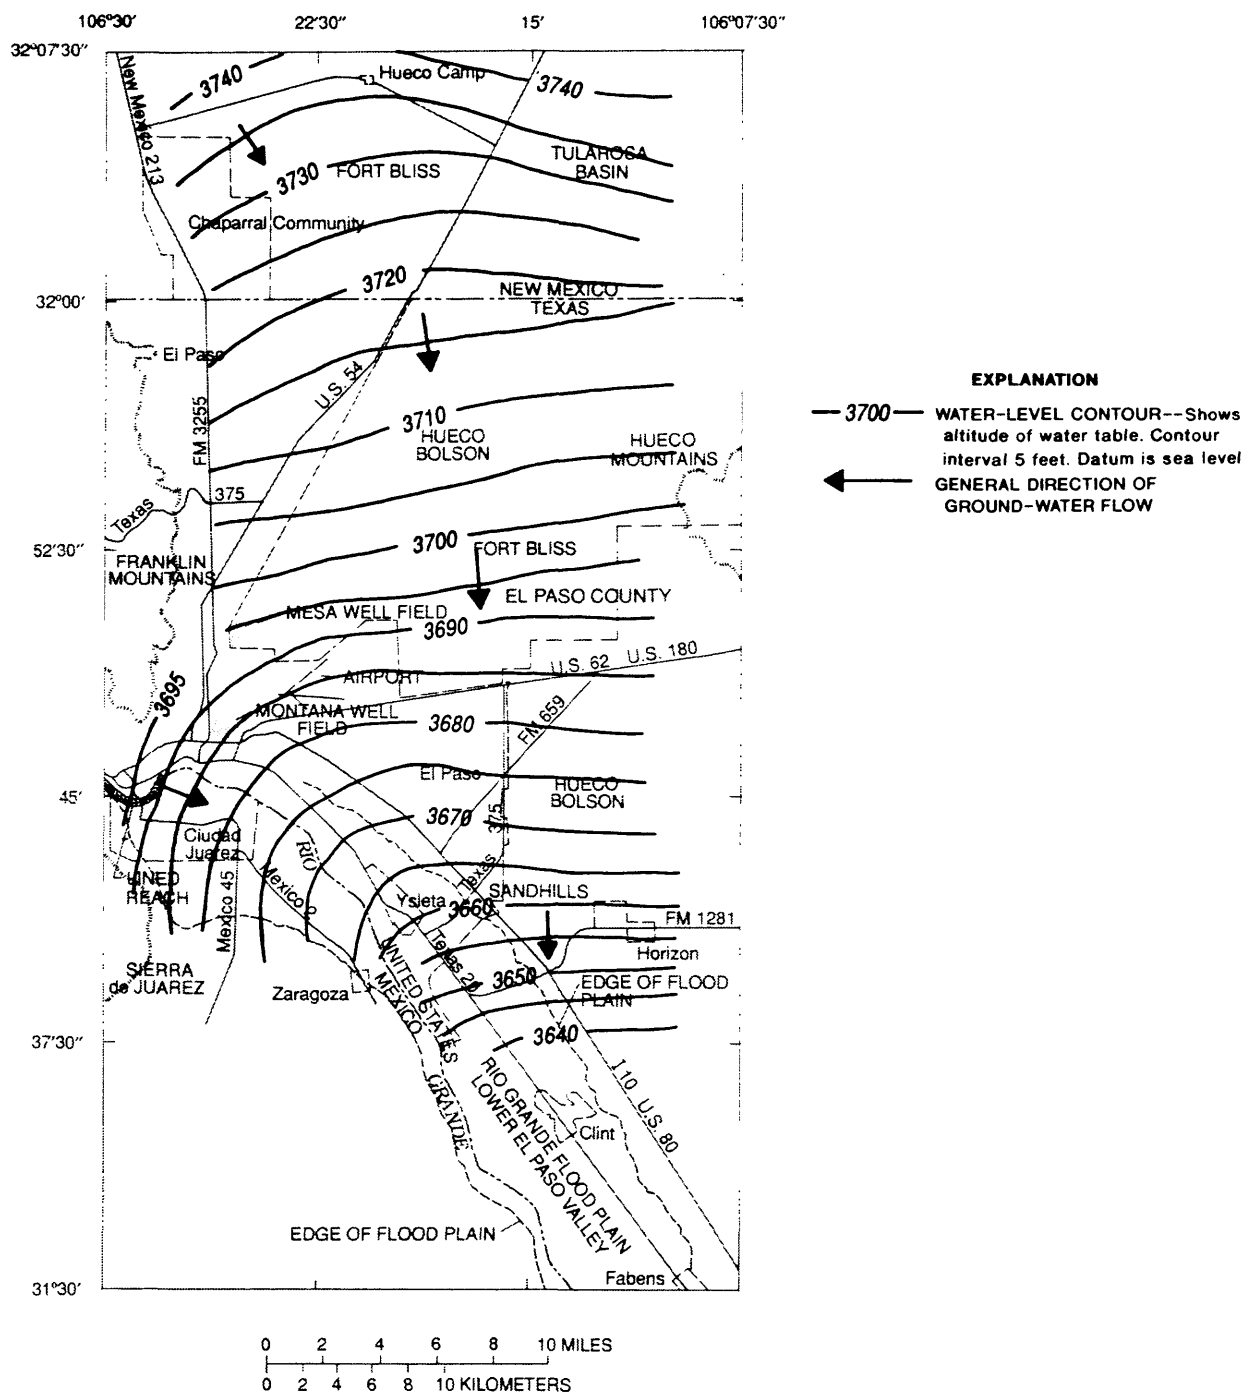 106°30'
22'30''
15'
106°07'30''
32°07'30''
New Mexico 213
3740
Hueco Camp
3740
TULAROSA
BASIN
3730
FORT BLISS
Chaparral Community
3720
32°00'
NEW MEXICO
TEXAS
El Paso
U.S. 54
FM 3255
3710
HUECO
BOLSON
HUECO
MOUNTAINS
375
Texas
3700
FORT BLISS
52'30''
FRANKLIN
MOUNTAINS
EL PASO COUNTY
MESA WELL FIELD
3690
U.S. 62
U.S. 180
AIRPORT
3695
MONTANA WELL
FIELD
3680
FM 659
El Paso
HUECO
BOLSON
45'
3670
375
Texas
Ciudad
Juarez
RIO
LINED
REACH
Mexico 45
Mexico 2
Ysleta
SANDHILLS
3660
FM 1281
Horizon
SIERRA
de JUAREZ
Zaragoza
UNITED STATES
MEXICO
Texas 20
3650
EDGE OF FLOOD
PLAIN
37'30''
3640
GRANDE
RIO GRANDE FLOOD PLAIN
LOWER EL PASO VALLEY
I 10 U.S. 80
Clint
EDGE OF FLOOD PLAIN
Fabens
31°30'
EXPLANATION
3700
WATER-LEVEL CONTOUR--Shows
altitude of water table. Contour
interval 5 feet. Datum is sea level
GENERAL DIRECTION OF
GROUND-WATER FLOW
0 2 4 6 8 10 MILES
0 2 4 6 8 10 KILOMETERS